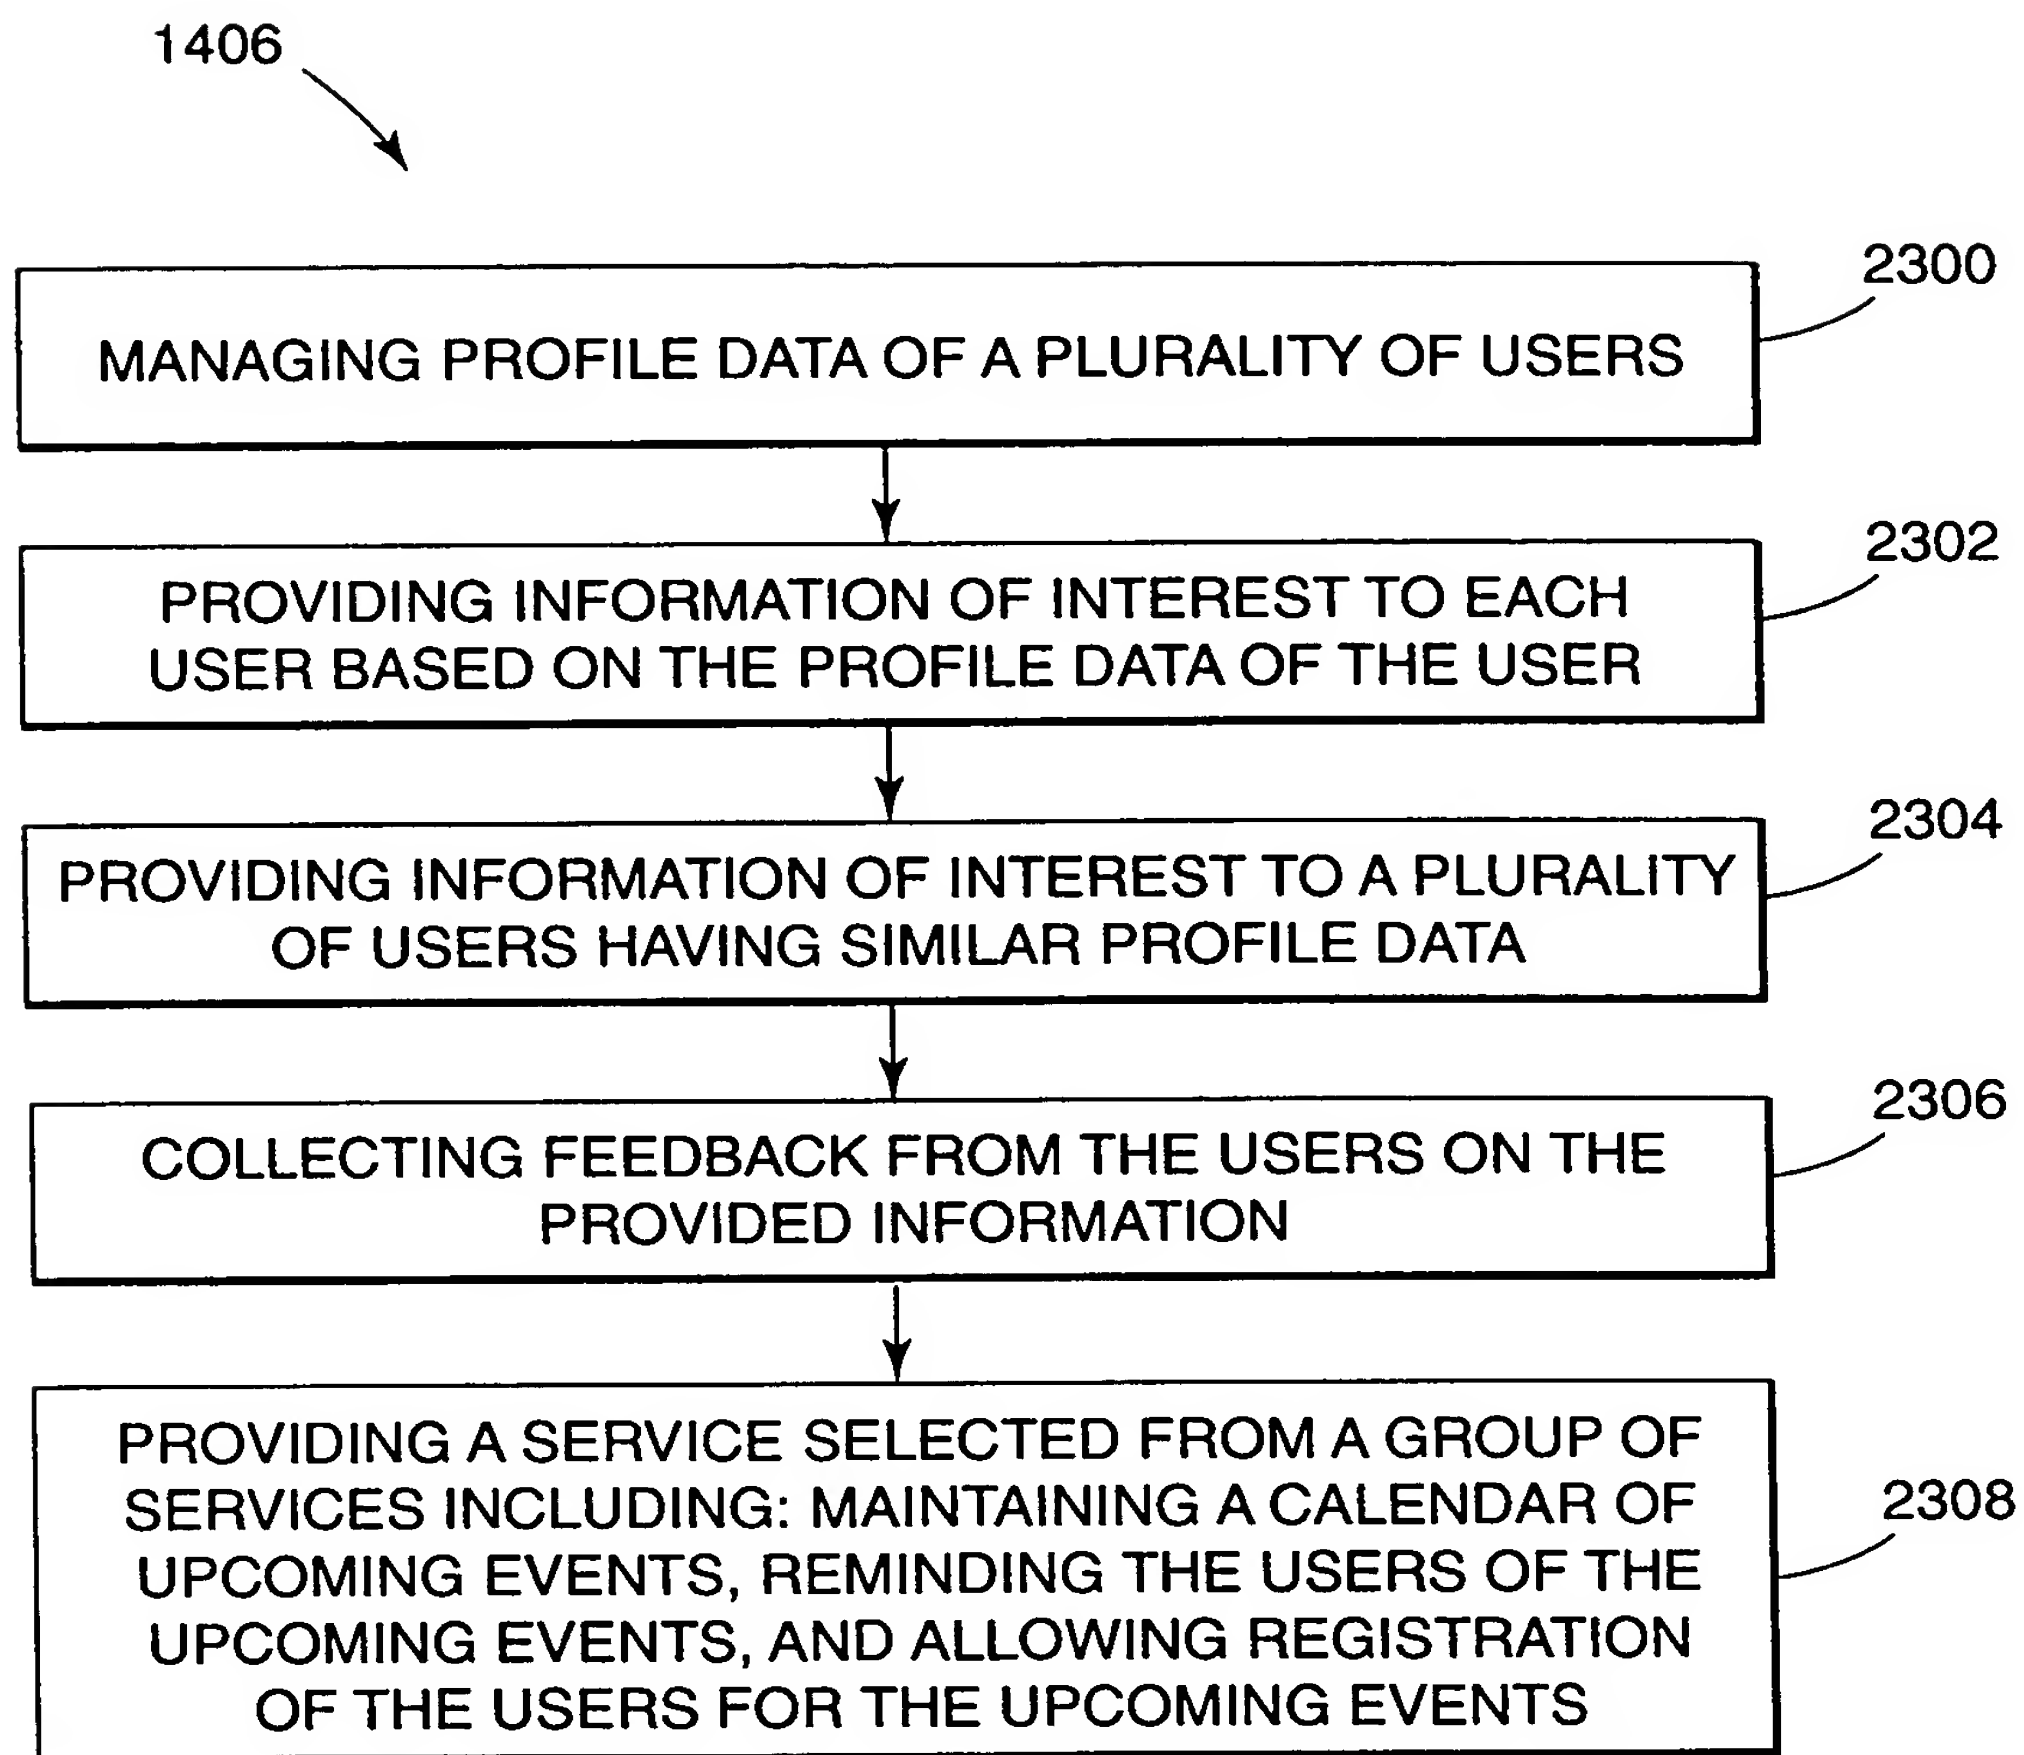 1406
2300
MANAGING PROFILE DATA OF A PLURALITY OF USERS
2302
PROVIDING INFORMATION OF INTEREST TO EACH
USER BASED ON THE PROFILE DATA OF THE USER
2304
PROVIDING INFORMATION OF INTEREST TO A PLURALITY
OF USERS HAVING SIMILAR PROFILE DATA
2306
COLLECTING FEEDBACK FROM THE USERS ON THE
PROVIDED INFORMATION
2308
PROVIDING A SERVICE SELECTED FROM A GROUP OF
SERVICES INCLUDING: MAINTAINING A CALENDAR OF
UPCOMING EVENTS, REMINDING THE USERS OF THE
UPCOMING EVENTS, AND ALLOWING REGISTRATION
OF THE USERS FOR THE UPCOMING EVENTS